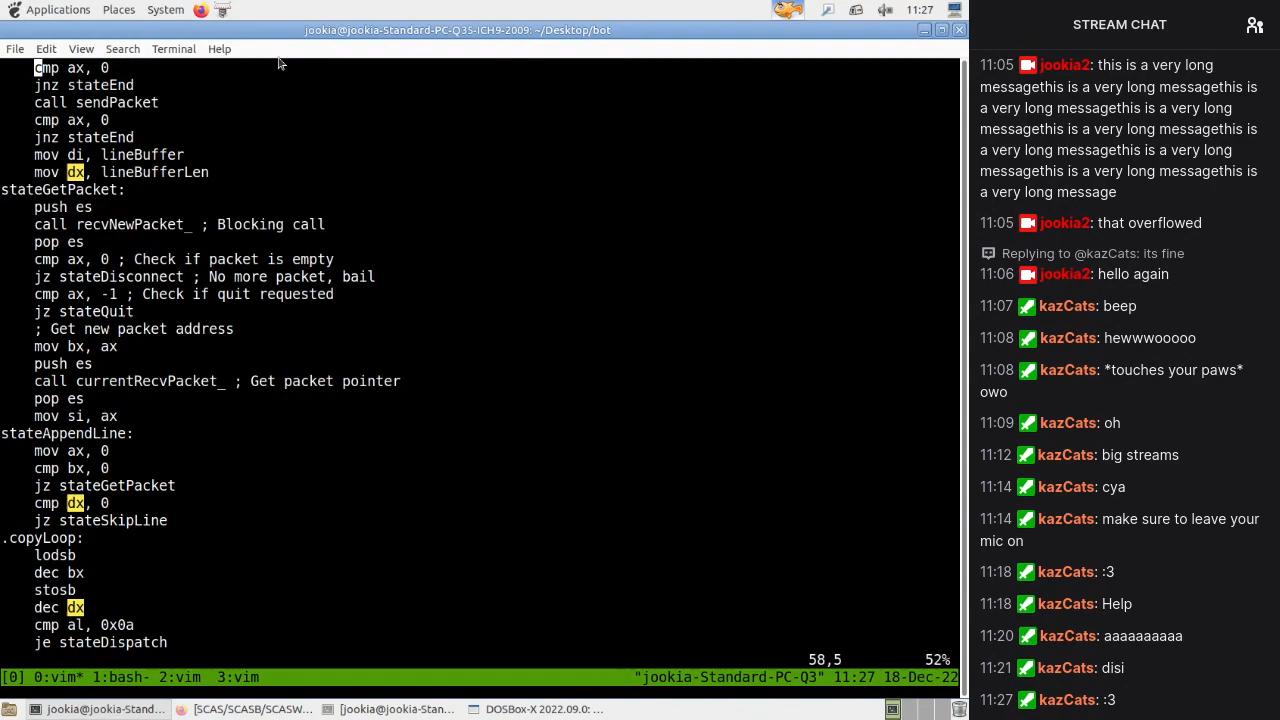 Applications Places System 11:27
jookia@jookia-Standard-PC-Q35-ICH9-2009: ~/Desktop/bot
File Edit View Search Terminal Help
cmp ax, 0
jnz stateEnd
call sendPacket
cmp ax, 0
jnz stateEnd
mov di, lineBuffer
mov dx, lineBufferLen
stateGetPacket:
push es
call recvNewPacket_ ; Blocking call
pop es
cmp ax, 0 ; Check if packet is empty
jz stateDisconnect ; No more packet, bail
cmp ax, -1 ; Check if quit requested
jz stateQuit
; Get new packet address
mov bx, ax
push es
call currentRecvPacket_ ; Get packet pointer
pop es
mov si, ax
stateAppendLine:
mov ax, 0
cmp bx, 0
jz stateGetPacket
cmp dx, 0
jz stateSkipLine
.copyLoop:
lodsb
dec bx
stosb
dec dx
cmp al, 0x0a
je stateDispatch
58,5 52%
[0] 0:vim* 1:bash- 2:vim 3:vim "jookia-Standard-PC-Q3" 11:27 18-Dec-22
jookia@jookia-Stand... [SCAS/SCASB/SCASW... [jookia@jookia-Stan... DOSBox-X 2022.09.0: ...
STREAM CHAT
11:05 jookia2: this is a very long
messagethis is a very long messagethis is
a very long messagethis is a very long
messagethis is a very long messagethis is
a very long messagethis is a very long
messagethis is a very long messagethis is
a very long message
11:05 jookia2: that overflowed
Replying to @kazCats: its fine
11:06 jookia2: hello again
11:07 kazCats: beep
11:08 kazCats: hewwwooooo
11:08 kazCats: *touches your paws*
owo
11:09 kazCats: oh
11:12 kazCats: big streams
11:14 kazCats: cya
11:14 kazCats: make sure to leave your
mic on
11:18 kazCats: :3
11:18 kazCats: Help
11:20 kazCats: aaaaaaaaaa
11:21 kazCats: disi
11:27 kazCats: :3